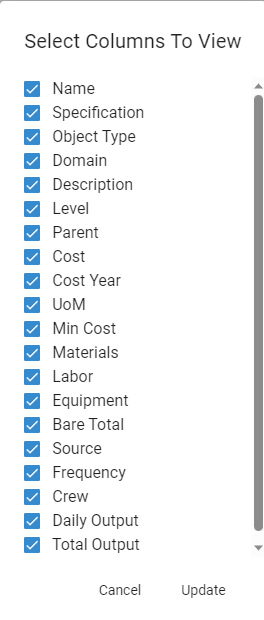 Select Columns To View
Name
Specification
Object Type
Domain
Description
Level
Parent
Cost
Cost Year
UoM
Min Cost
Materials
Labor
Equipment
Bare Total
Source
Frequency
Crew
Daily Output
Total Output
Cancel Update